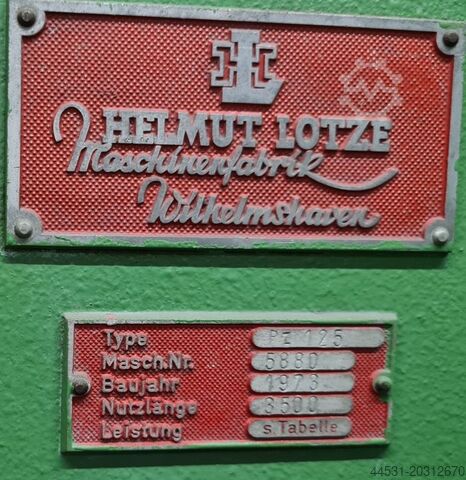 HELMUT LOTZE
Maschinenfabrik
Wilhelmshaven
Type PZ 125
Masch.Nr. 5880
Baujahr 1973
Nutzlänge 3500
Leistung s. Tabelle
44531-20312670